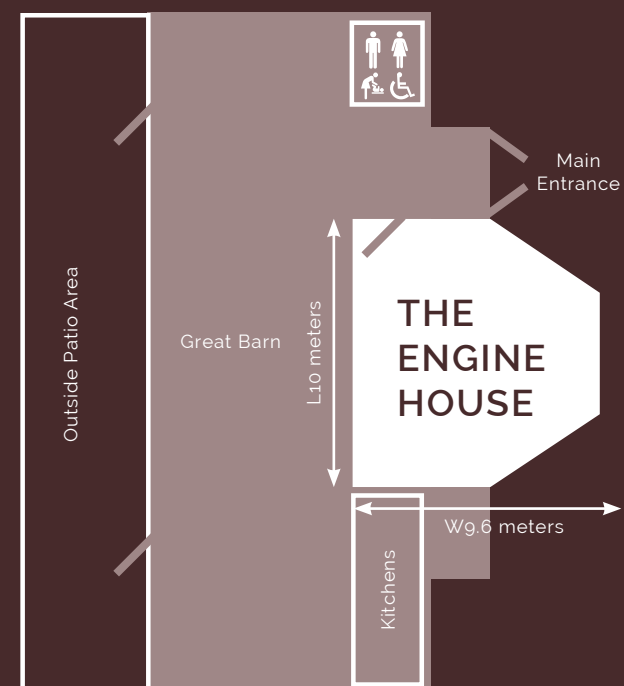 Main
Entrance
Outside Patio Area
Great Barn
L10 meters
THE
ENGINE
HOUSE
W9.6 meters
Kitchens